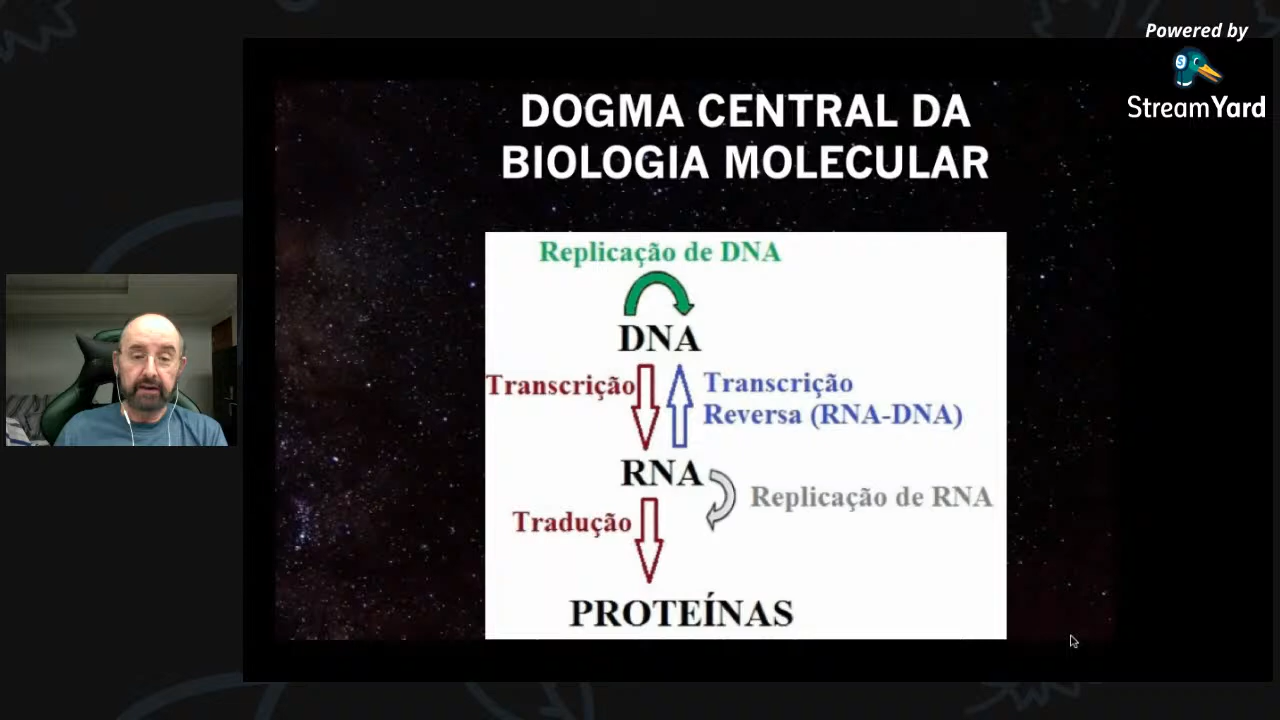 Powered by
StreamYard
DOGMA CENTRAL DA
BIOLOGIA MOLECULAR
Replicação de DNA
DNA
Transcrição
Transcrição
Reversa (RNA-DNA)
RNA
Replicação de RNA
Tradução
PROTEÍNAS